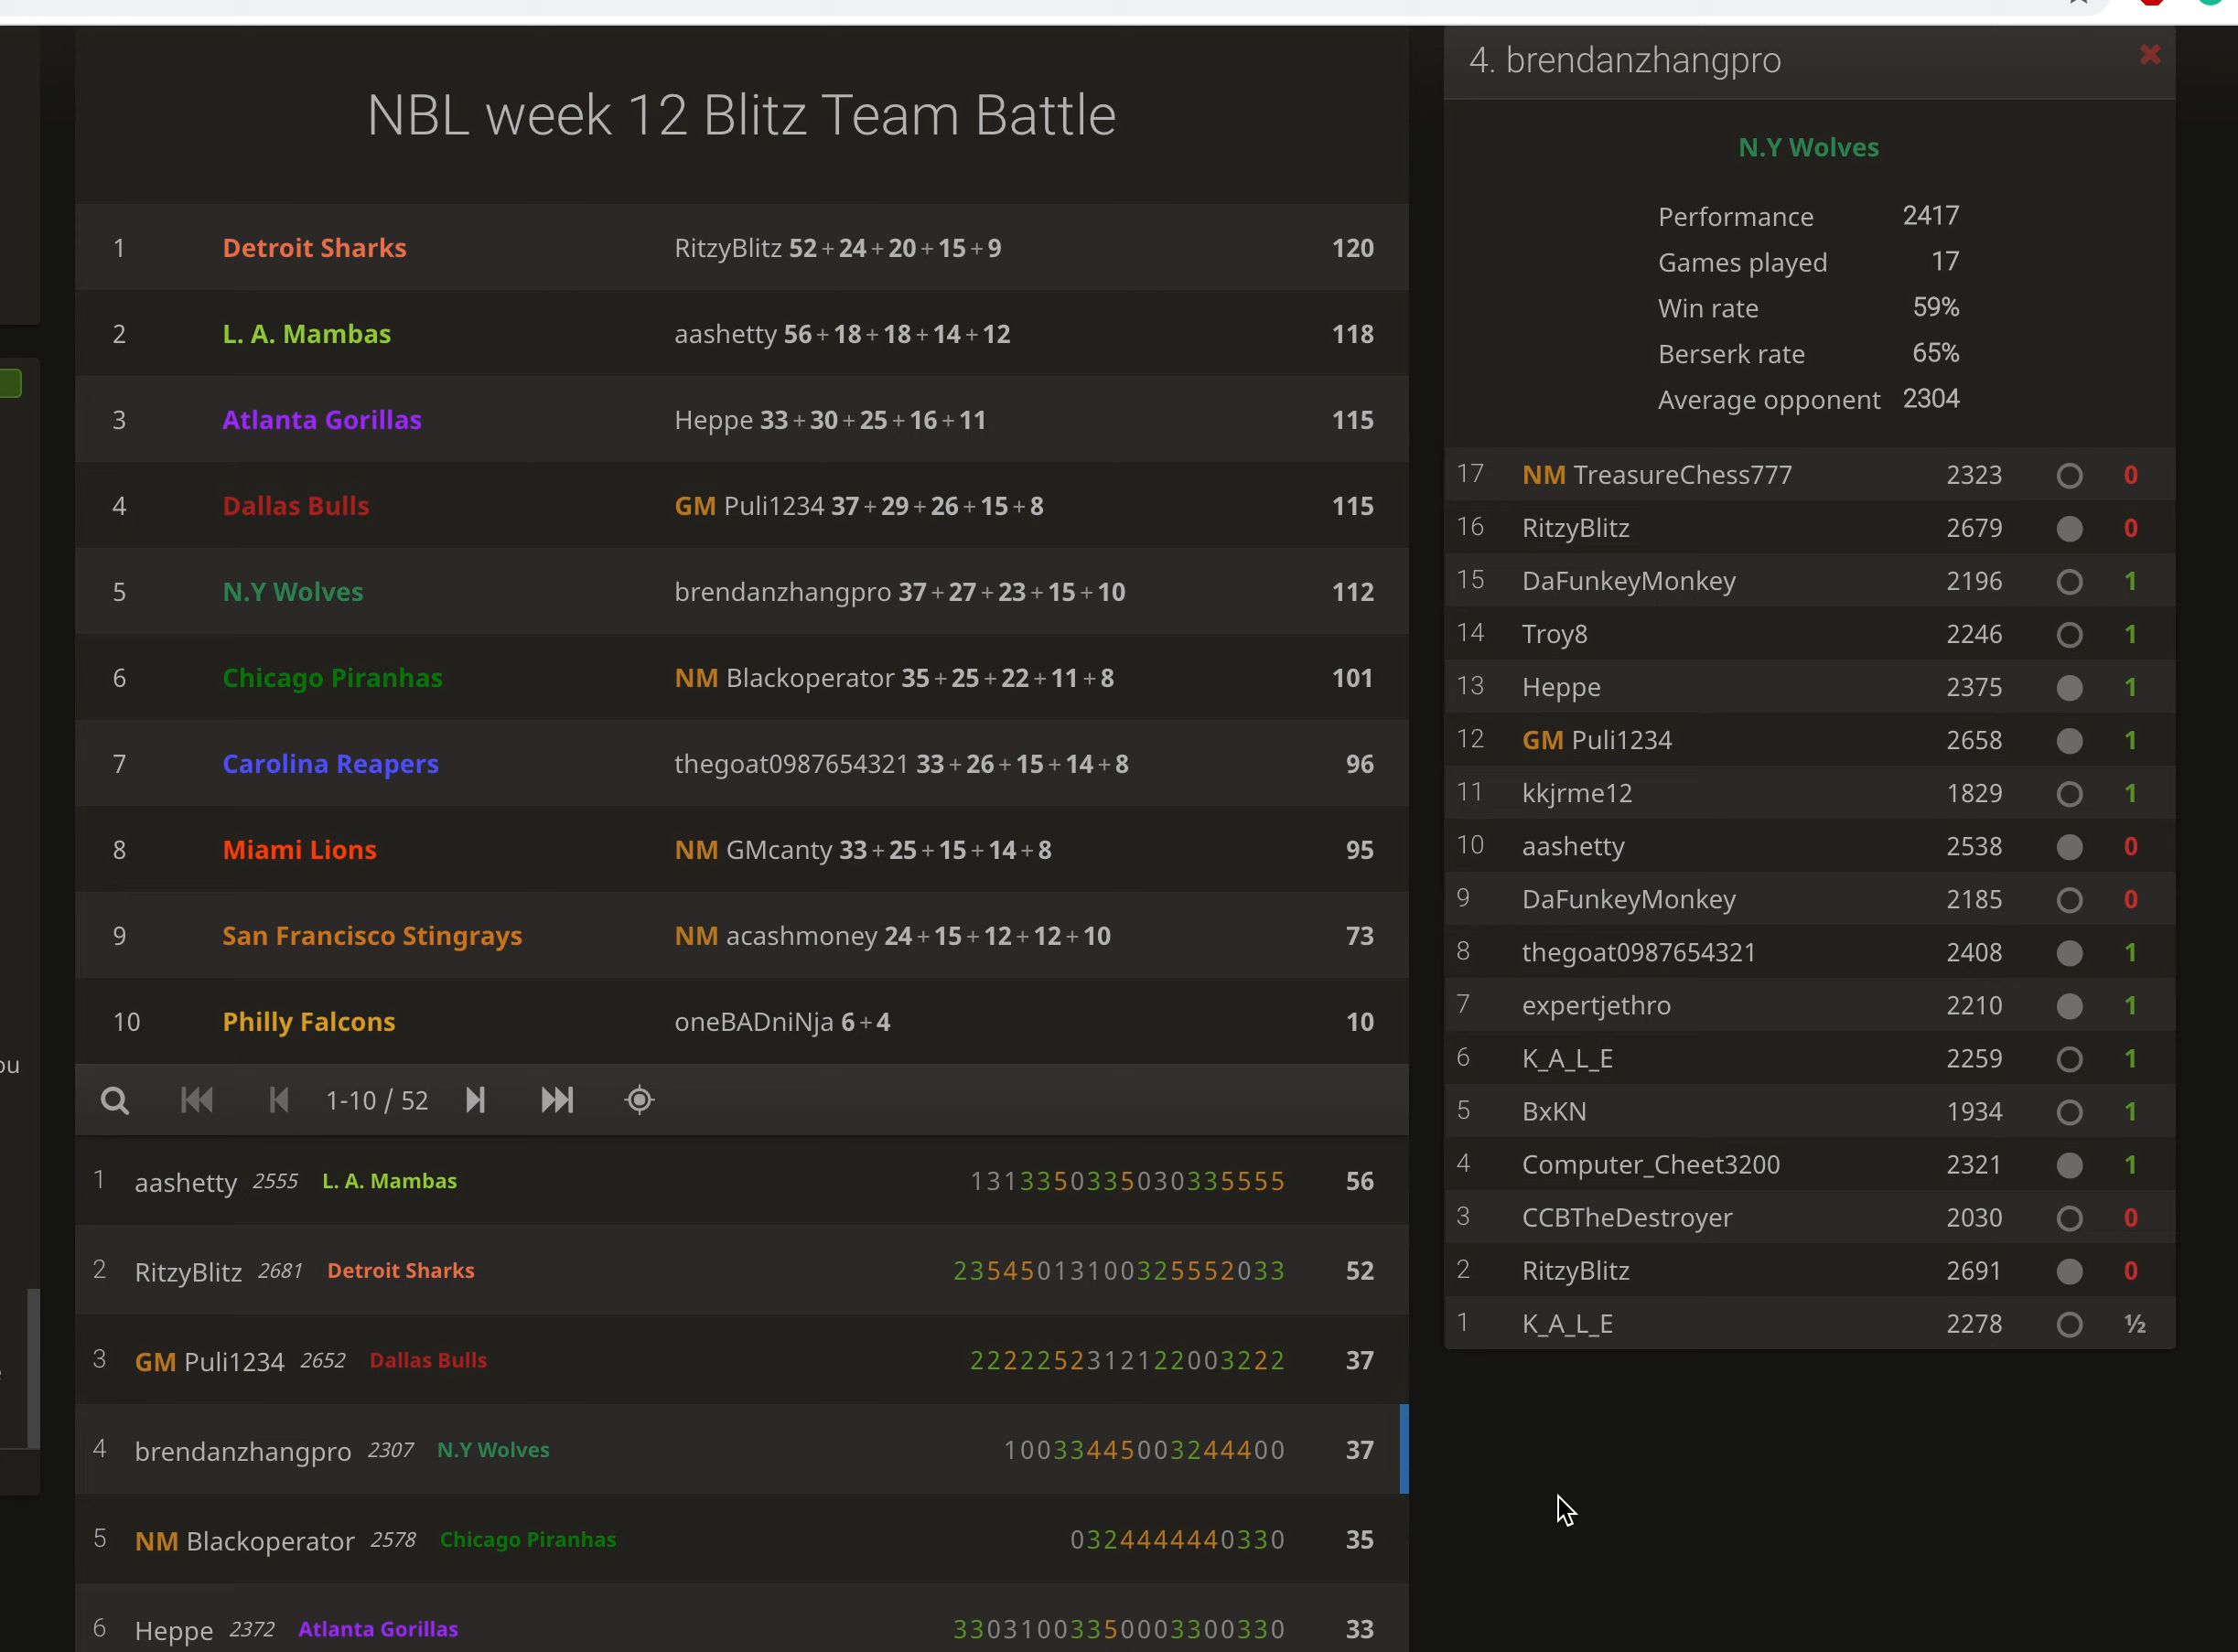 NBL week 12 Blitz Team Battle
1 Detroit Sharks RitzyBlitz 52+24+20+15+9 120
2 L. A. Mambas aashetty 56+18+18+14+12 118
3 Atlanta Gorillas Heppe 33+30+25+16+11 115
4 Dallas Bulls GM Puli1234 37+29+26+15+8 115
5 N.Y Wolves brendanzhangpro 37+27+23+15+10 112
6 Chicago Piranhas NM Blackoperator 35+25+22+11+8 101
7 Carolina Reapers thegoat0987654321 33+26+15+14+8 96
8 Miami Lions NM GMcanty 33+25+15+14+8 95
9 San Francisco Stingrays NM acashmoney 24+15+12+12+10 73
10 Philly Falcons oneBADniNja 6+4 10
1-10 / 52
1 aashetty 2555 L. A. Mambas 1313350335030335555 56
2 RitzyBlitz 2681 Detroit Sharks 23545013100325552033 52
3 GM Puli1234 2652 Dallas Bulls 2222252312122003222 37
4 brendanzhangpro 2307 N.Y Wolves 10033445003244400 37
5 NM Blackoperator 2578 Chicago Piranhas 0324444440330 35
6 Heppe 2372 Atlanta Gorillas 33031003350003300330 33
4. brendanzhangpro
N.Y Wolves
Performance 2417
Games played 17
Win rate 59%
Berserk rate 65%
Average opponent 2304
17 NM TreasureChess777 2323 0
16 RitzyBlitz 2679 0
15 DaFunkeyMonkey 2196 1
14 Troy8 2246 1
13 Heppe 2375 1
12 GM Puli1234 2658 1
11 kkjrme12 1829 1
10 aashetty 2538 0
9 DaFunkeyMonkey 2185 0
8 thegoat0987654321 2408 1
7 expertjethro 2210 1
6 K_A_L_E 2259 1
5 BxKN 1934 1
4 Computer_Cheet3200 2321 1
3 CCBTheDestroyer 2030 0
2 RitzyBlitz 2691 0
1 K_A_L_E 2278 ½